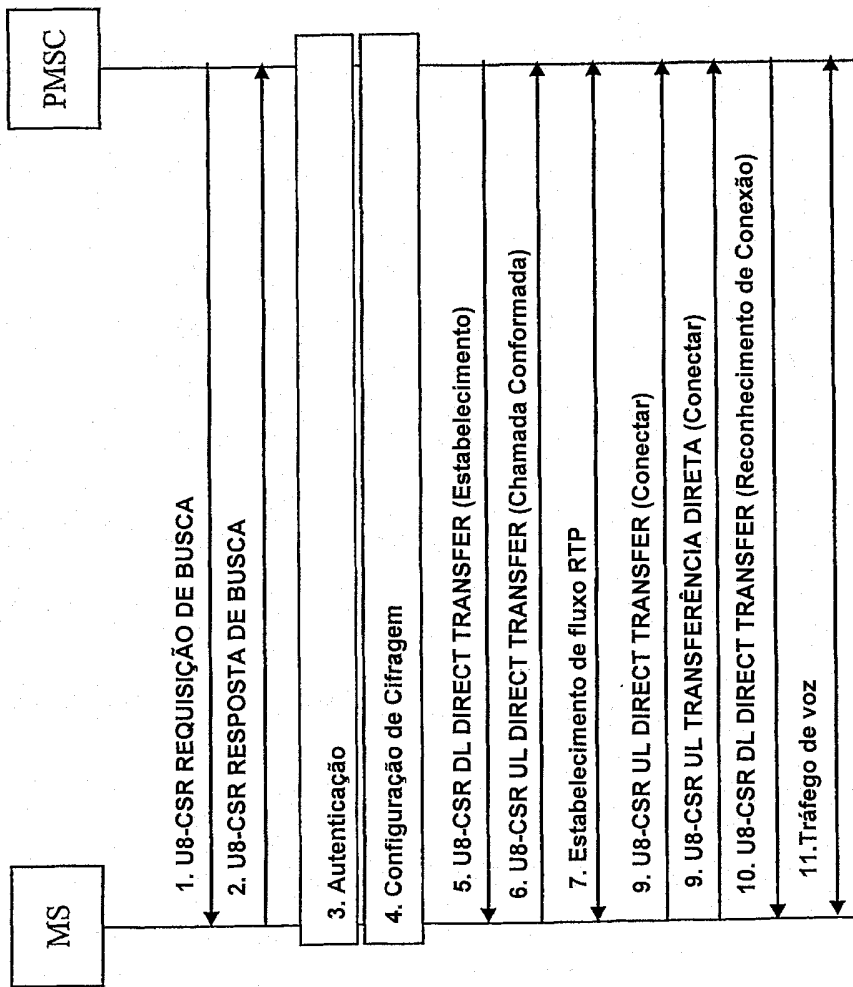 MS
PMSC
1. U8-CSR REQUISIÇÃO DE BUSCA
2. U8-CSR RESPOSTA DE BUSCA
3. Autenticação
4. Configuração de Cifragem
5. U8-CSR DL DIRECT TRANSFER (Estabelecimento)
6. U8-CSR UL DIRECT TRANSFER (Chamada Conformada)
7. Estabelecimento de fluxo RTP
9. U8-CSR UL DIRECT TRANSFER (Conectar)
9. U8-CSR UL TRANSFERÊNCIA DIRETA (Conectar)
10. U8-CSR DL DIRECT TRANSFER (Reconhecimento de Conexão)
11.Tráfego de voz